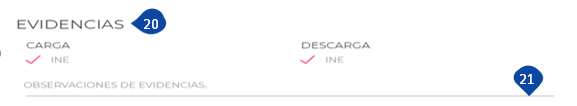 EVIDENCIAS 20
CARGA DESCARGA
INE INE
21
OBSERVACIONES DE EVIDENCIAS.